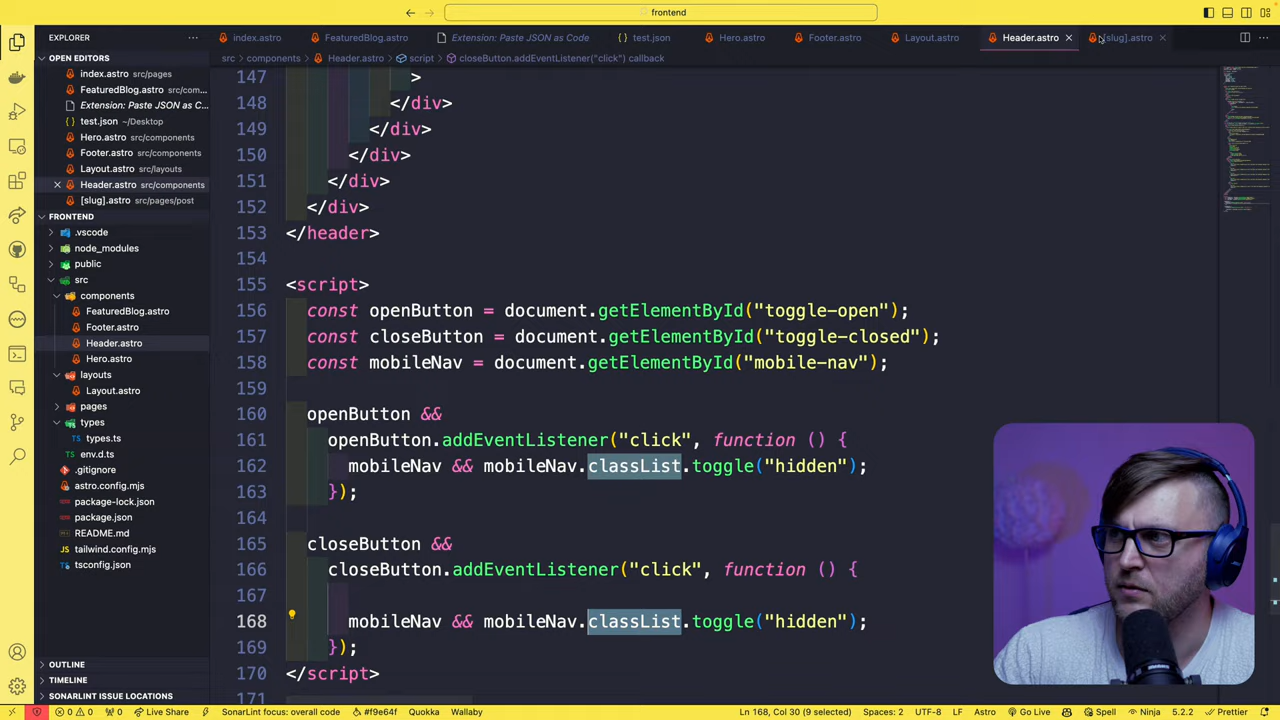 frontend
EXPLORER
index.astro
FeaturedBlog.astro
Extension: Paste JSON as Code
test.json
Hero.astro
Footer.astro
Layout.astro
Header.astro
[slug].astro
src > components > Header.astro > script > closeButton.addEventListener("click") callback
OPEN EDITORS
index.astro src/pages
FeaturedBlog.astro src/com...
Extension: Paste JSON as C...
test.json ~/Desktop
Hero.astro src/components
Footer.astro src/components
Layout.astro src/layouts
Header.astro src/components
[slug].astro src/pages/post
FRONTEND
.vscode
node_modules
public
src
components
FeaturedBlog.astro
Footer.astro
Header.astro
Hero.astro
layouts
Layout.astro
pages
types
types.ts
env.d.ts
.gitignore
astro.config.mjs
package-lock.json
package.json
README.md
tailwind.config.mjs
tsconfig.json
OUTLINE
TIMELINE
SONARLINT ISSUE LOCATIONS
147 >
148 </div>
149 </div>
150 </div>
151 </div>
152 </div>
153 </header>
154
155 <script>
156 const openButton = document.getElementById("toggle-open");
157 const closeButton = document.getElementById("toggle-closed");
158 const mobileNav = document.getElementById("mobile-nav");
159
160 openButton &&
161 openButton.addEventListener("click", function () {
162 mobileNav && mobileNav.classList.toggle("hidden");
163 });
164
165 closeButton &&
166 closeButton.addEventListener("click", function () {
167
168 mobileNav && mobileNav.classList.toggle("hidden");
169 });
170 </script>
171
0 0 0 Live Share SonarLint focus: overall code #f9e64f Quokka Wallaby Ln 168, Col 30 (9 selected) Spaces: 2 UTF-8 LF Astro Go Live Spell Ninja 5.2.2 Prettier